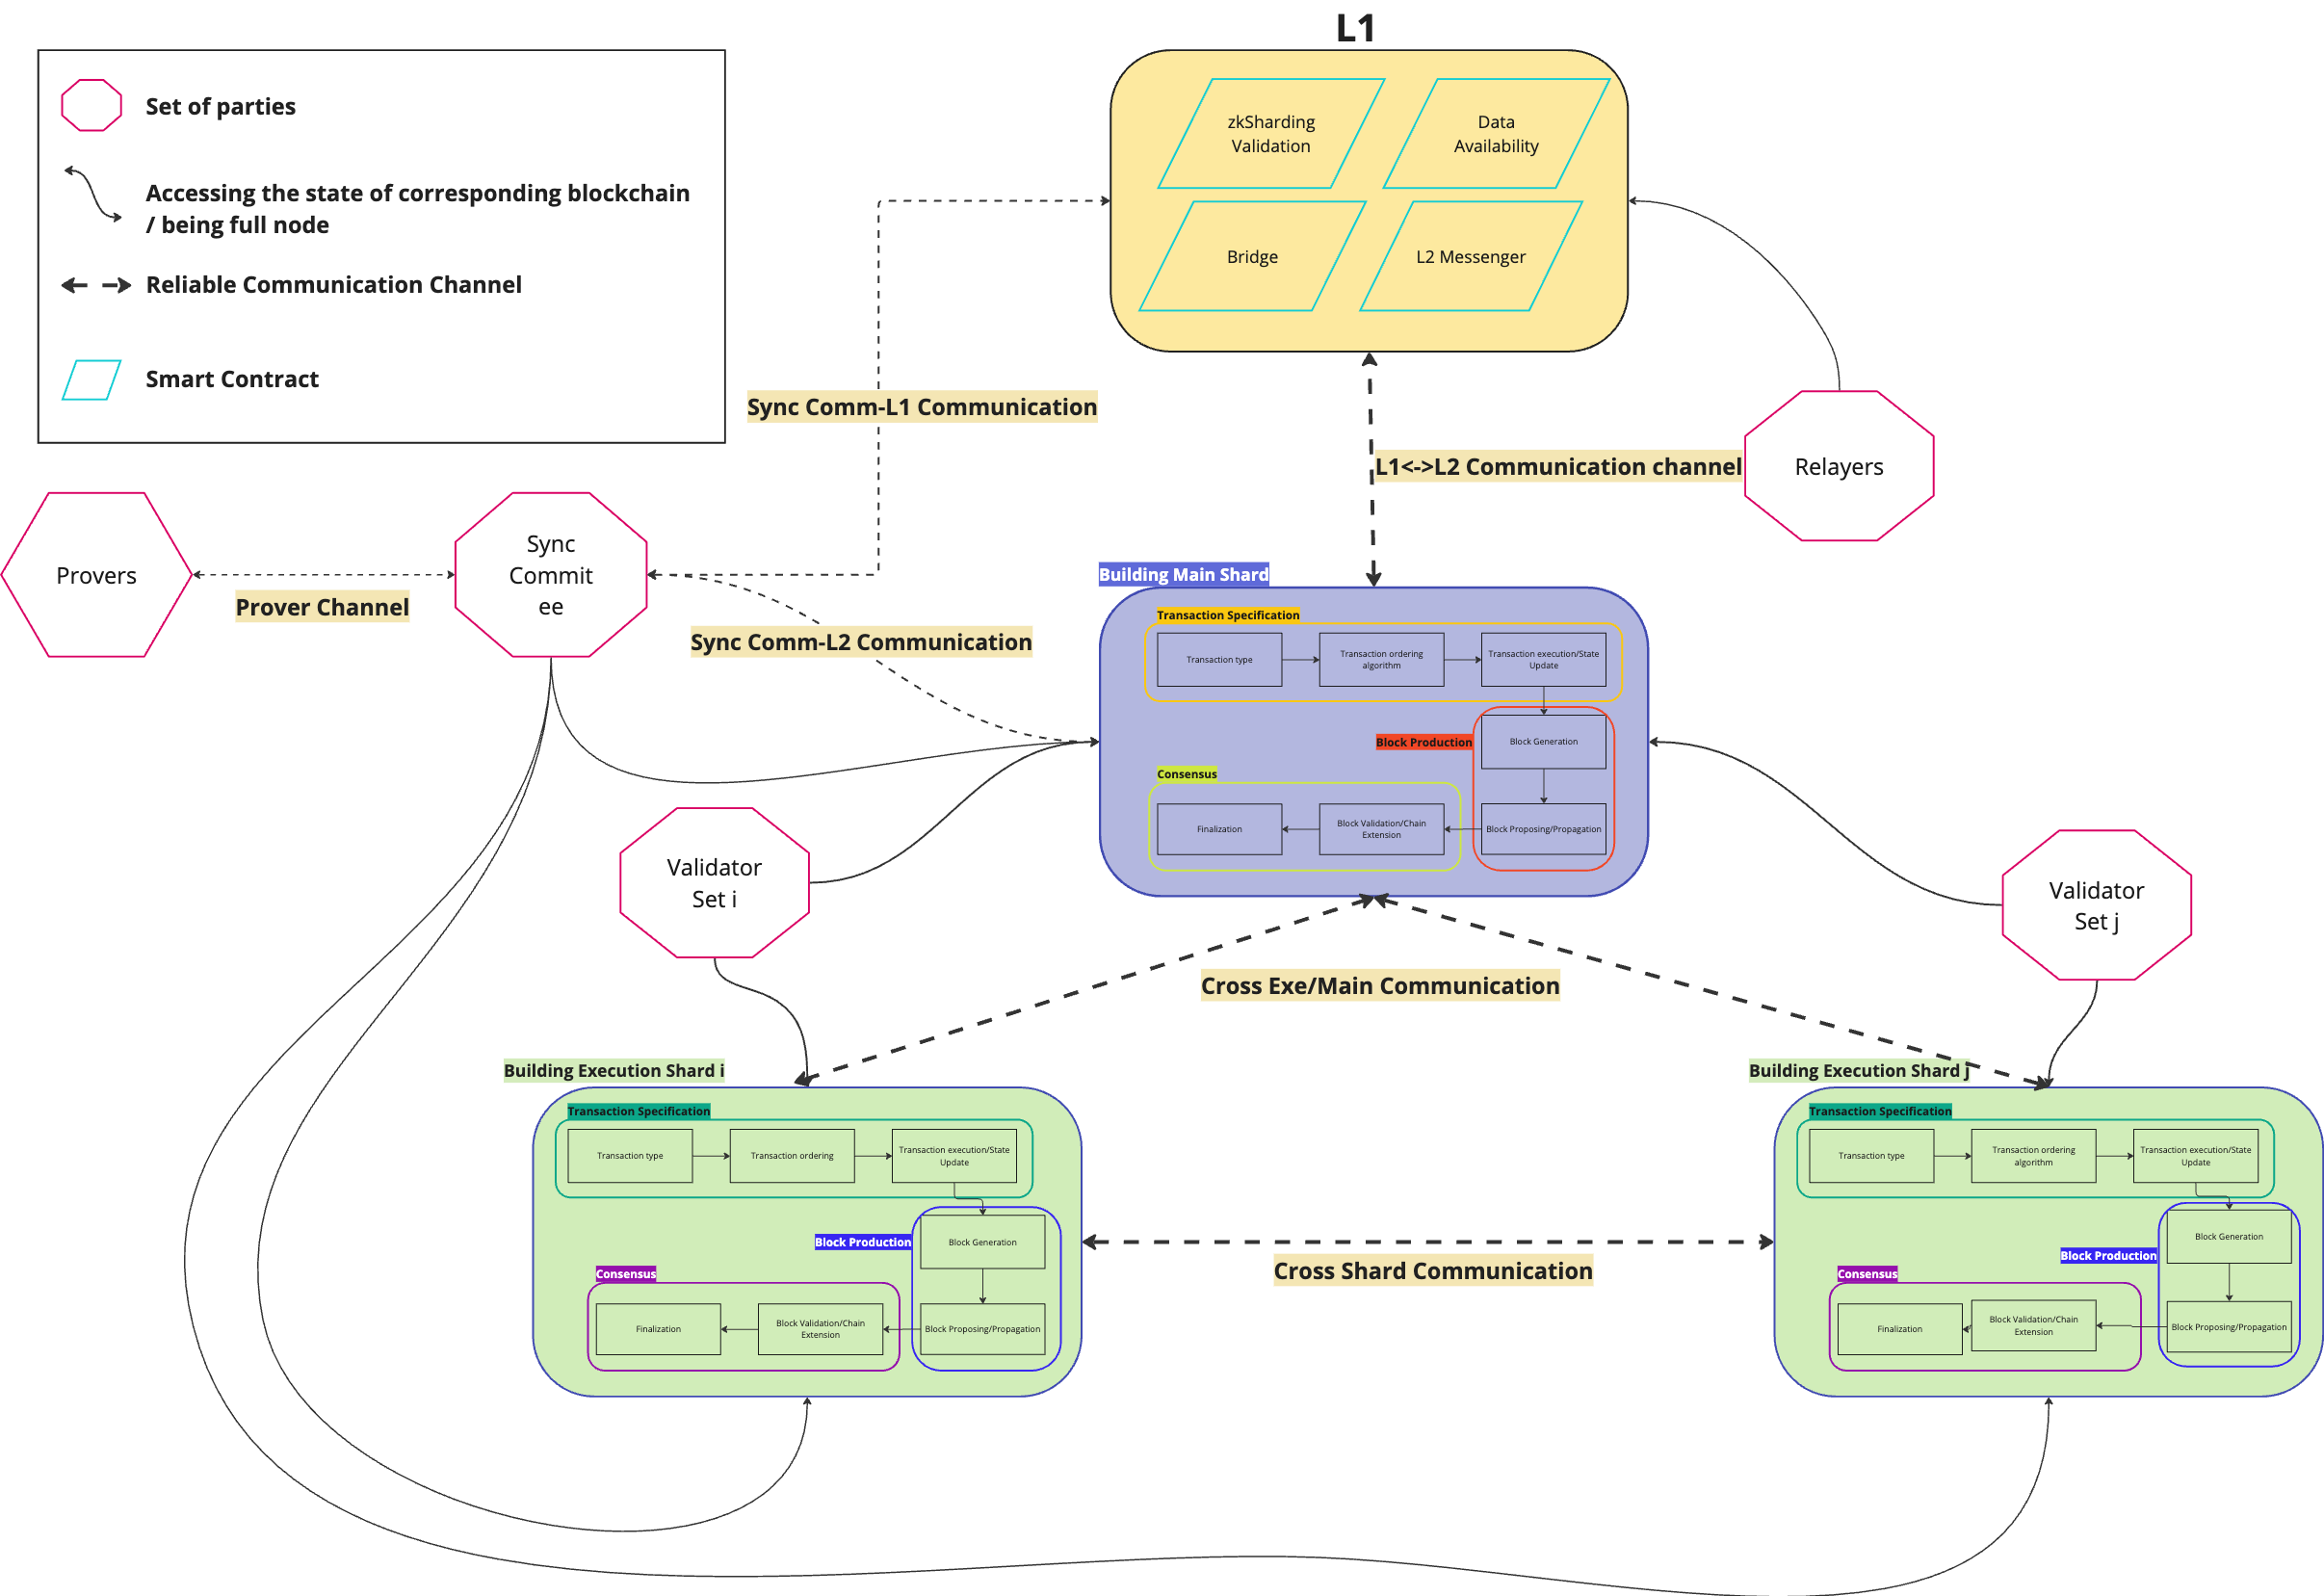 L1
Set of parties
Accessing the state of corresponding blockchain
/ being full node
Reliable Communication Channel
Smart Contract
zkSharding
Validation
Data
Availability
Bridge
L2 Messenger
Sync Comm-L1 Communication
L1<->L2 Communication channel
Relayers
Provers
Prover Channel
Sync
Commit
ee
Sync Comm-L2 Communication
Building Main Shard
Transaction Specification
Transaction type
Transaction ordering
algorithm
Transaction execution/State
Update
Block Production
Block Generation
Consensus
Finalization
Block Validation/Chain
Extension
Block Proposing/Propagation
Validator
Set i
Validator
Set j
Cross Exe/Main Communication
Building Execution Shard i
Transaction Specification
Transaction type
Transaction ordering
Transaction execution/State
Update
Block Production
Block Generation
Consensus
Finalization
Block Validation/Chain
Extension
Block Proposing/Propagation
Cross Shard Communication
Building Execution Shard j
Transaction Specification
Transaction type
Transaction ordering
algorithm
Transaction execution/State
Update
Block Production
Block Generation
Consensus
Finalization
Block Validation/Chain
Extension
Block Proposing/Propagation